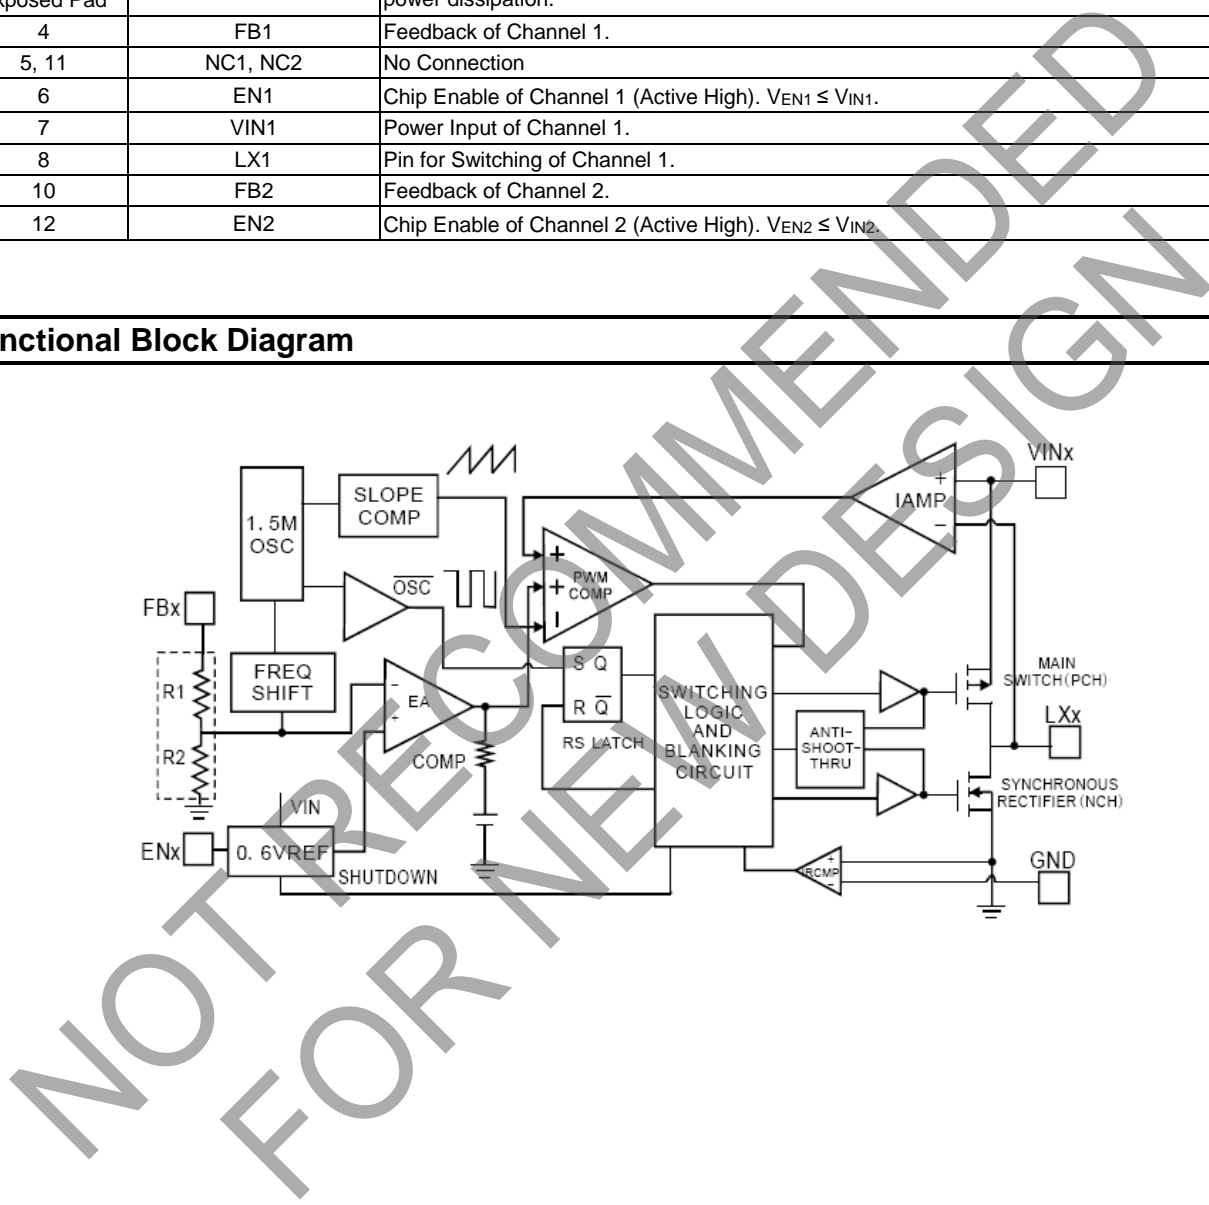 xposed Pad power dissipation.
4 FB1 Feedback of Channel 1.
5, 11 NC1, NC2 No Connection
6 EN1 Chip Enable of Channel 1 (Active High). VEN1 ≤ VIN1.
7 VIN1 Power Input of Channel 1.
8 LX1 Pin for Switching of Channel 1.
10 FB2 Feedback of Channel 2.
12 EN2 Chip Enable of Channel 2 (Active High). VEN2 ≤ VIN2.
nctional Block Diagram
VINx
SLOPE
COMP
+
IAMP
−
1.5M
OSC
+
OSC
+
PWM
COMP
−
FBx
S Q
R Q
RS LATCH
FREQ
SHIFT
−
EA
+
R1
R2
COMP
SWITCHING
LOGIC
AND
BLANKING
CIRCUIT
MAIN
SWITCH(PCH)
ANTI-
SHOOT-
THRU
LXx
SYNCHRONOUS
RECTIFIER(NCH)
VIN
ENx
0.6VREF
SHUTDOWN
+
IRCMP
−
GND
NOT RECOMMENDED
FOR NEW DESIGN